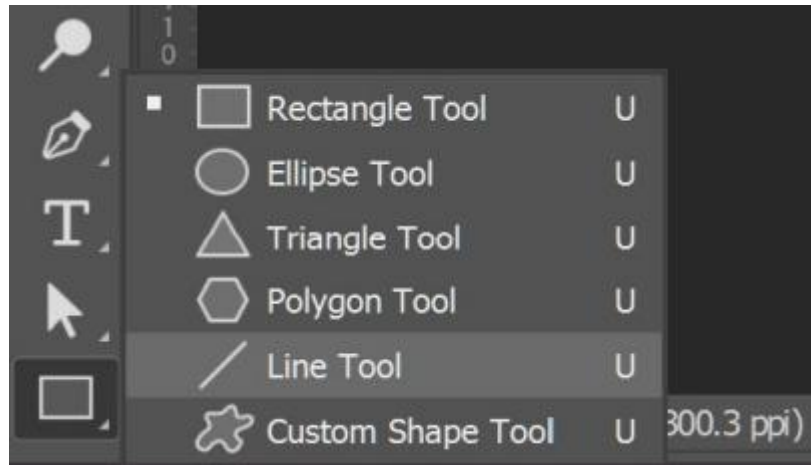 1
0
Rectangle Tool U
Ellipse Tool U
T
Triangle Tool U
Polygon Tool U
Line Tool U
Custom Shape Tool U
300.3 ppi)